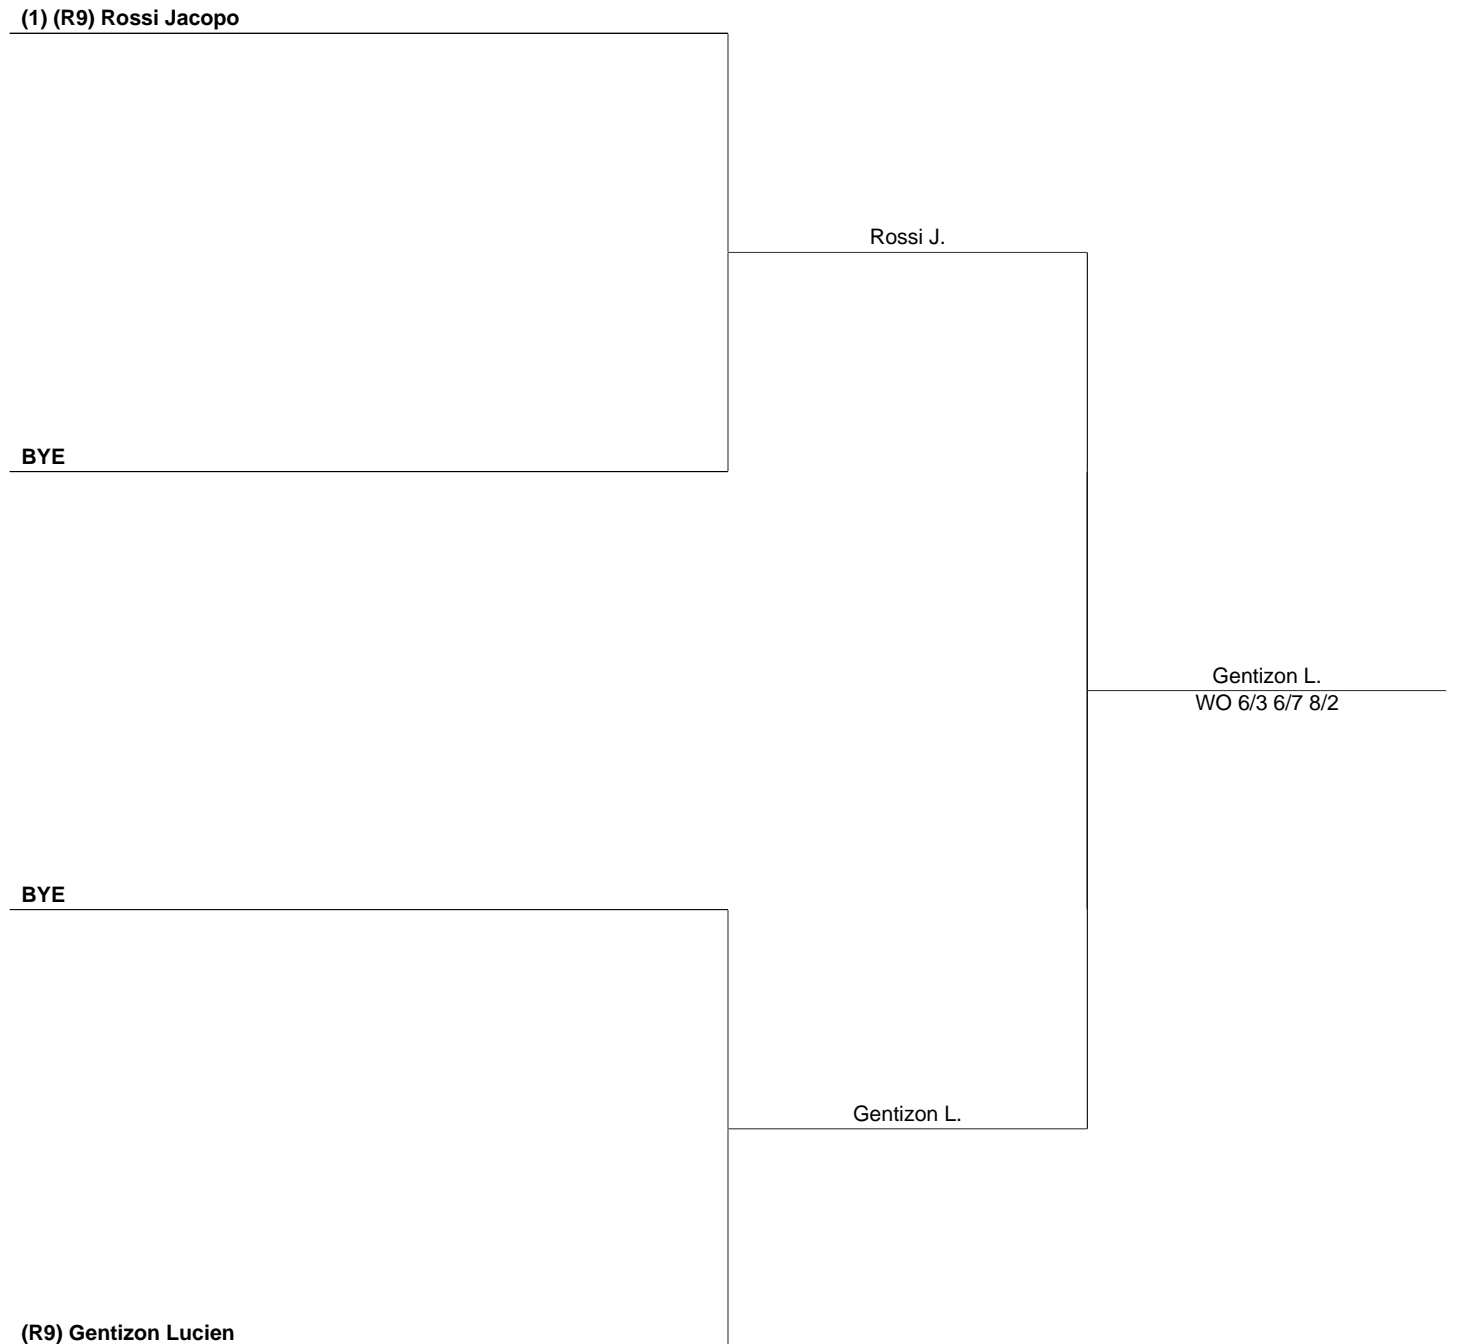 (1) (R9) Rossi Jacopo
Rossi J.
BYE
Gentizon L.
WO 6/3 6/7 8/2
BYE
Gentizon L.
(R9) Gentizon Lucien